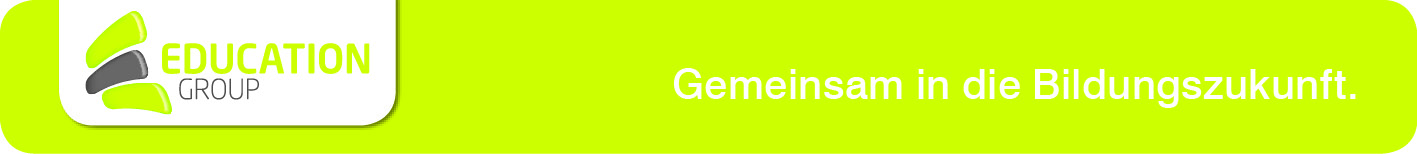 EDUCATION
GROUP
Gemeinsam in die Bildungszukunft.